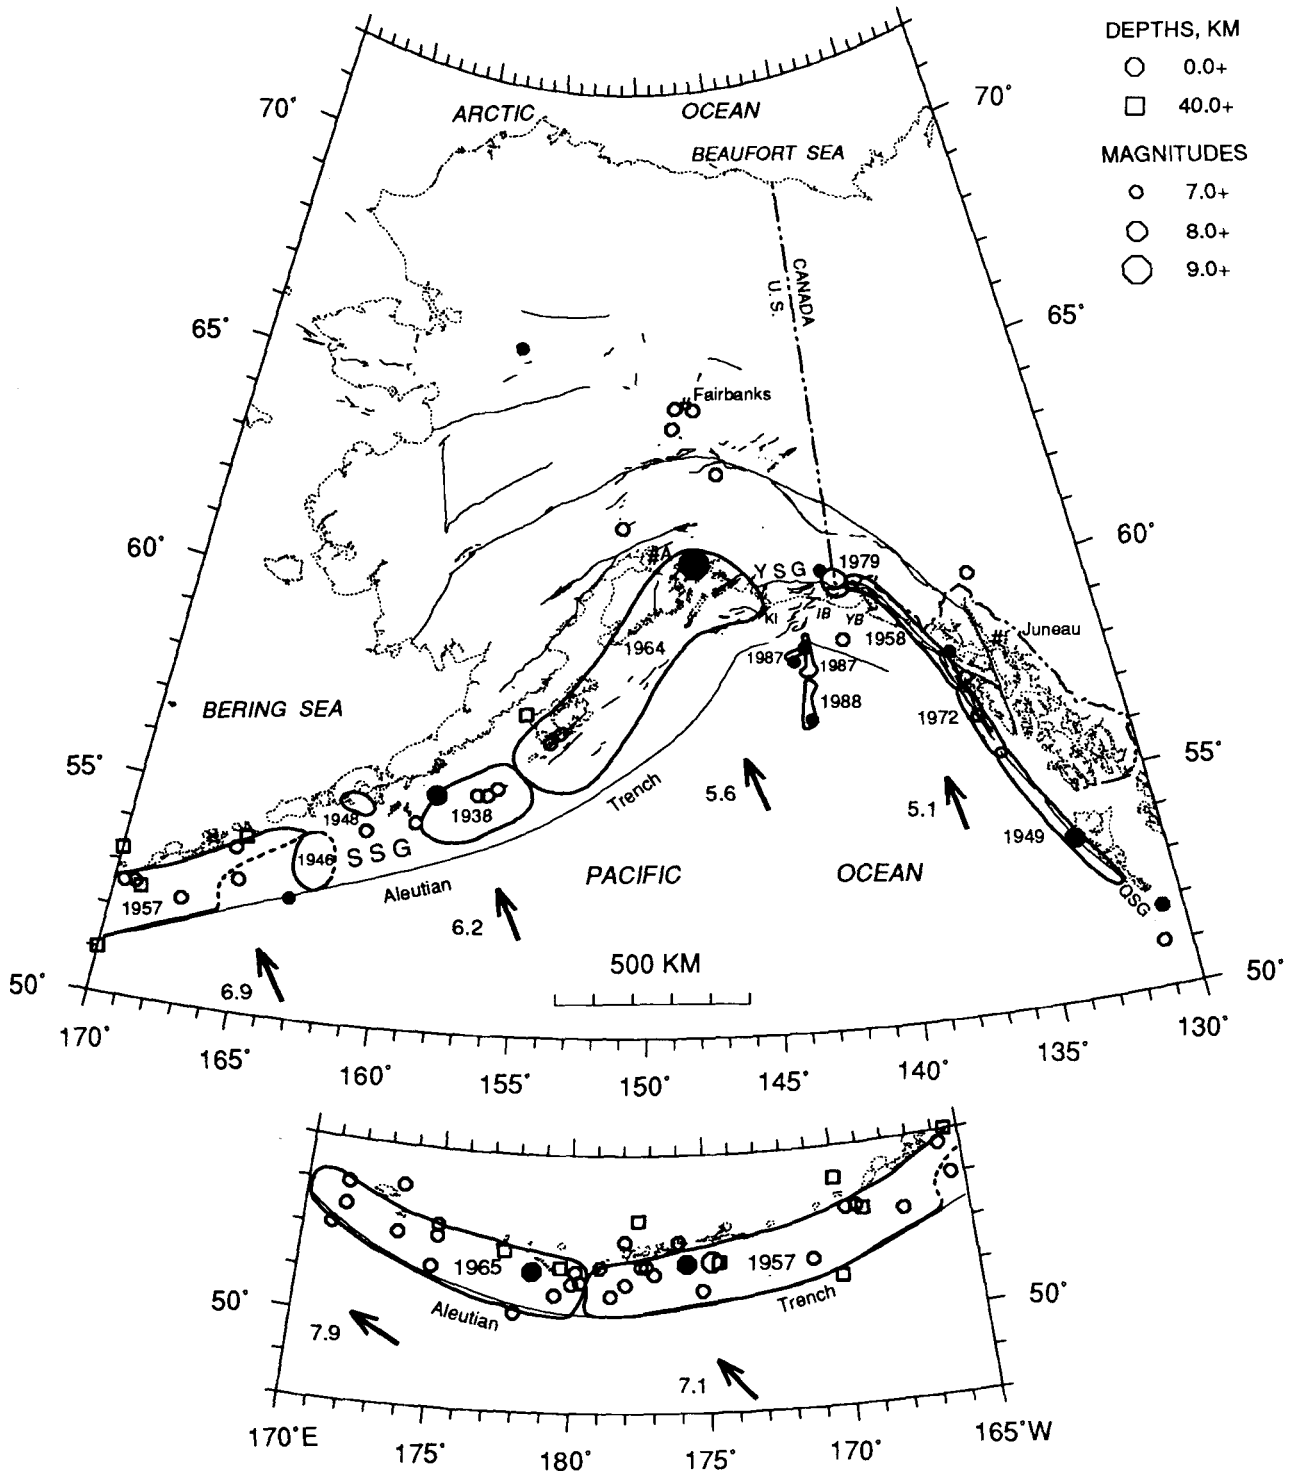 DEPTHS, KM
0.0+
40.0+
MAGNITUDES
7.0+
8.0+
9.0+
70°
ARCTIC OCEAN
70°
BEAUFORT SEA
CANADA
U.S.
65°
65°
# Fairbanks
60°
60°
#A
YSG
1979
KI
IB
YB
1958
# Juneau
1964
1987
1987
1988
1972
BERING SEA
55°
55°
Trench
5.6
5.1
1948
1938
1949
1946
SSG
1957
Aleutian
PACIFIC OCEAN
QSG
6.2
6.9
500 KM
50°
50°
170°
165°
160°
155°
150°
145°
140°
135°
130°
1965
1957
50°
Aleutian
Trench
50°
7.9
7.1
170°E
175°
180°
175°
170°
165°W